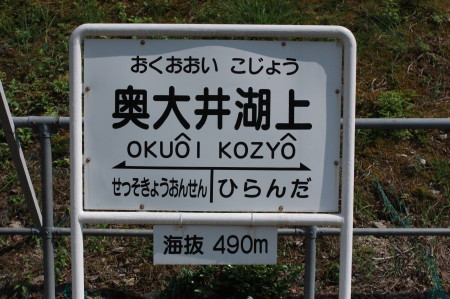 おくおおい こじょう
奥大井湖上
OKUÔI KOZYÔ
せっそきょうおんせん ひらんだ
海抜 490m